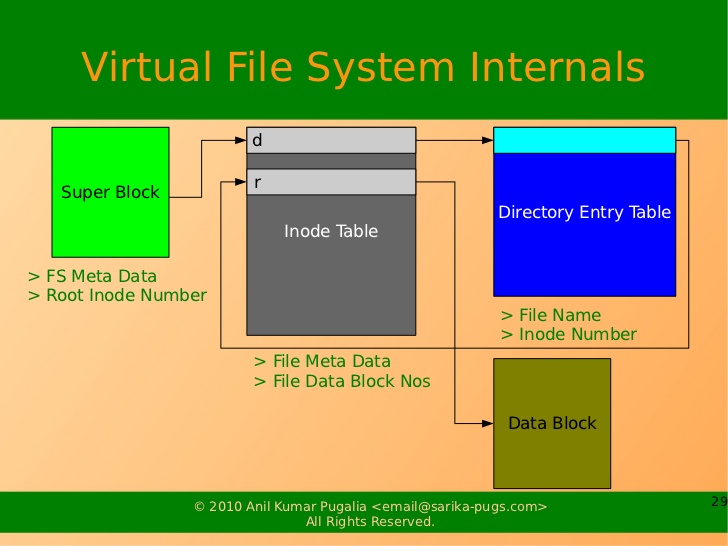 Virtual File System Internals
d
Super Block
r
Inode Table
Directory Entry Table
> FS Meta Data
> Root Inode Number
> File Name
> Inode Number
> File Meta Data
> File Data Block Nos
Data Block
© 2010 Anil Kumar Pugalia <email@sarika-pugs.com>
All Rights Reserved.
29